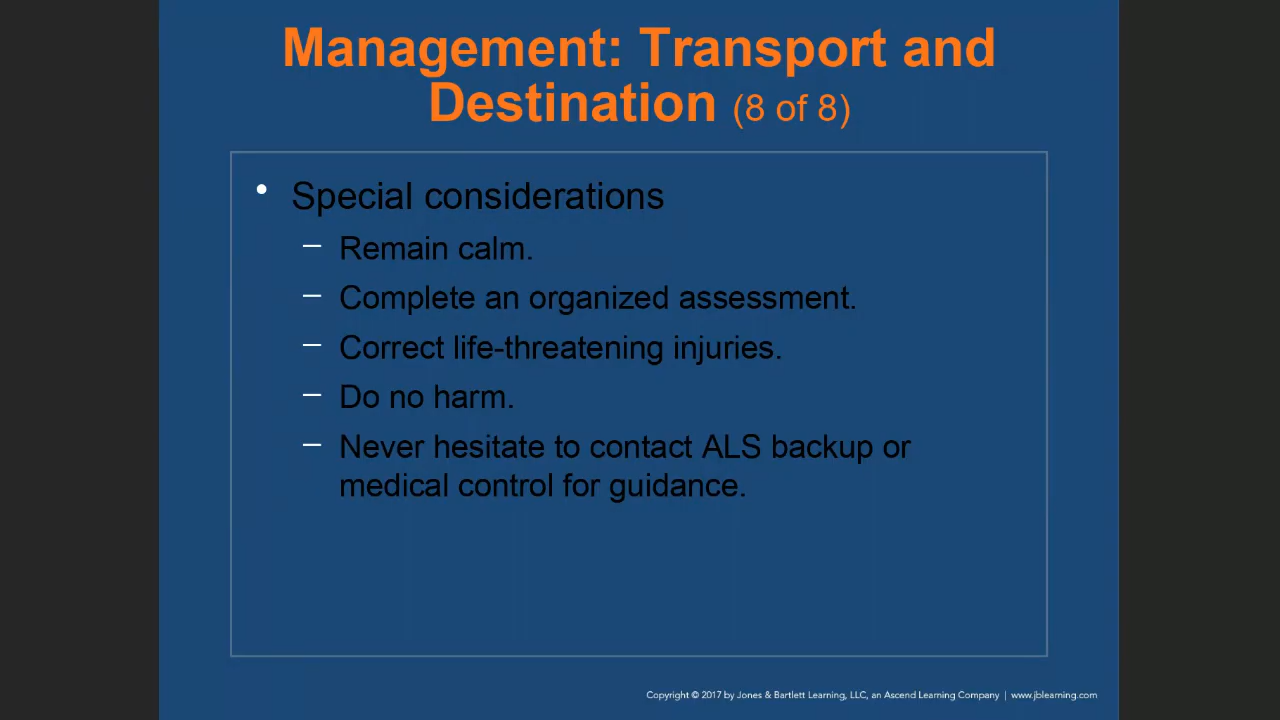 Management: Transport and
Destination (8 of 8)
• Special considerations
– Remain calm.
– Complete an organized assessment.
– Correct life-threatening injuries.
– Do no harm.
– Never hesitate to contact ALS backup or
medical control for guidance.
Copyright © 2017 by Jones & Bartlett Learning, LLC, an Ascend Learning Company | www.jblearning.com